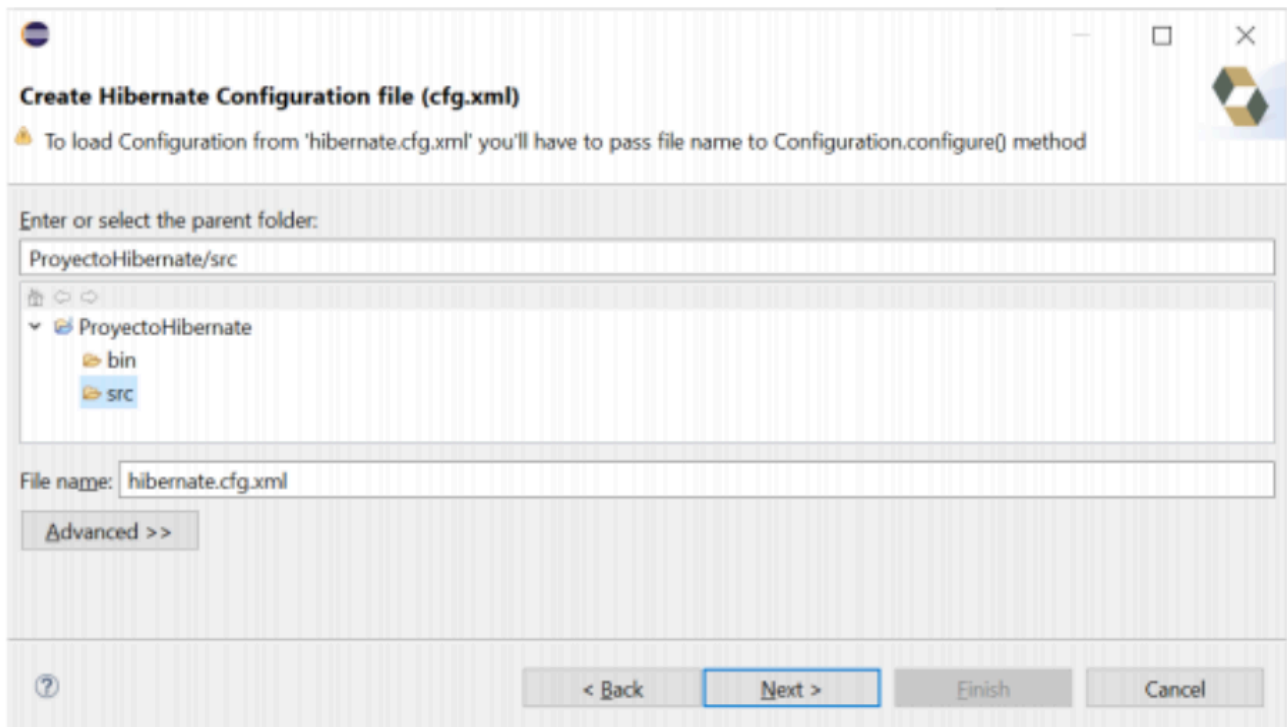 Create Hibernate Configuration file (cfg.xml)
To load Configuration from 'hibernate.cfg.xml' you'll have to pass file name to Configuration.configure() method
Enter or select the parent folder:
ProyectoHibernate/src
ProyectoHibernate
bin
src
File name: hibernate.cfg.xml
Advanced >>
< Back Next > Finish Cancel